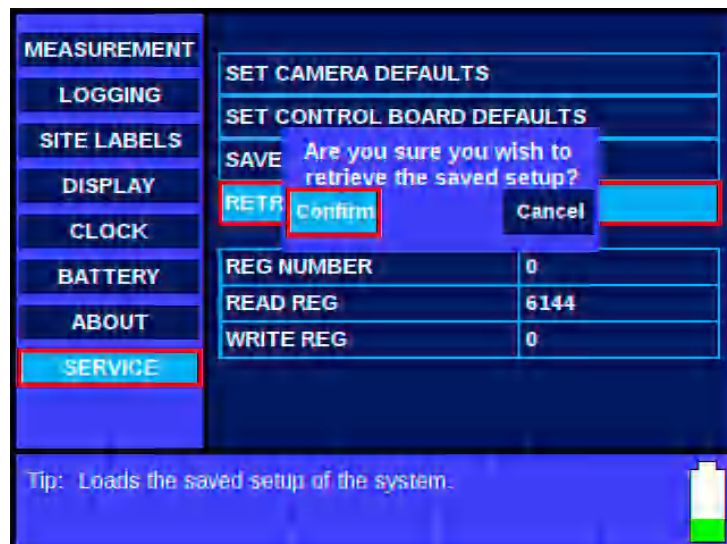 MEASUREMENT
LOGGING
SITE LABELS
DISPLAY
CLOCK
BATTERY
ABOUT
SERVICE
SET CAMERA DEFAULTS
SET CONTROL BOARD DEFAULTS
SAVE
RETR
Are you sure you wish to
retrieve the saved setup?
Confirm Cancel
REG NUMBER 0
READ REG 6144
WRITE REG 0
Tip: Loads the saved setup of the system.